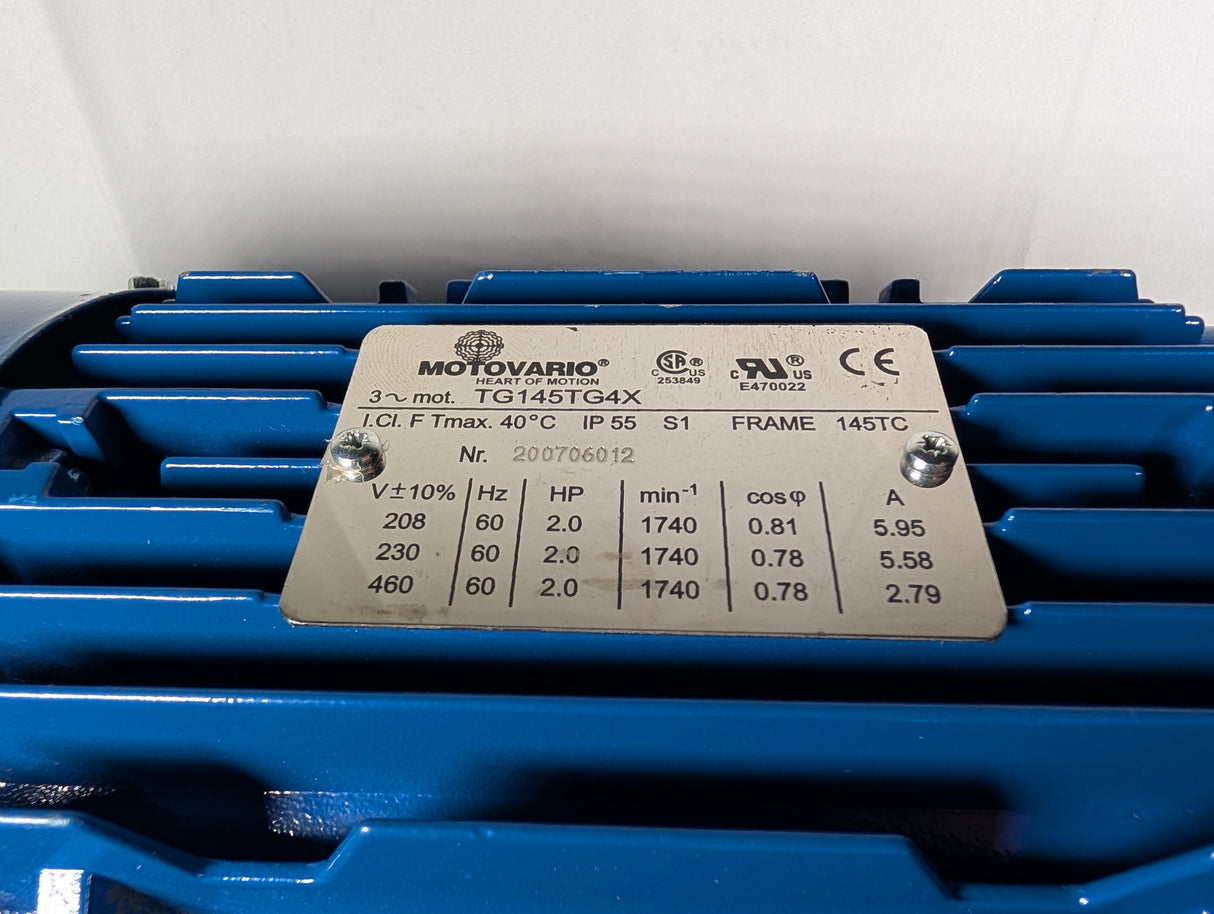 MOTOVARIO®
HEART OF MOTION
C SA ® US
253849
c RU ® US
E470022
CE
3~ mot. TG145TG4X
I.Cl. F Tmax. 40°C IP 55 S1 FRAME 145TC
Nr. 200706012
V±10% Hz HP min-1 cosφ A
208 60 2.0 1740 0.81 5.95
230 60 2.0 1740 0.78 5.58
460 60 2.0 1740 0.78 2.79